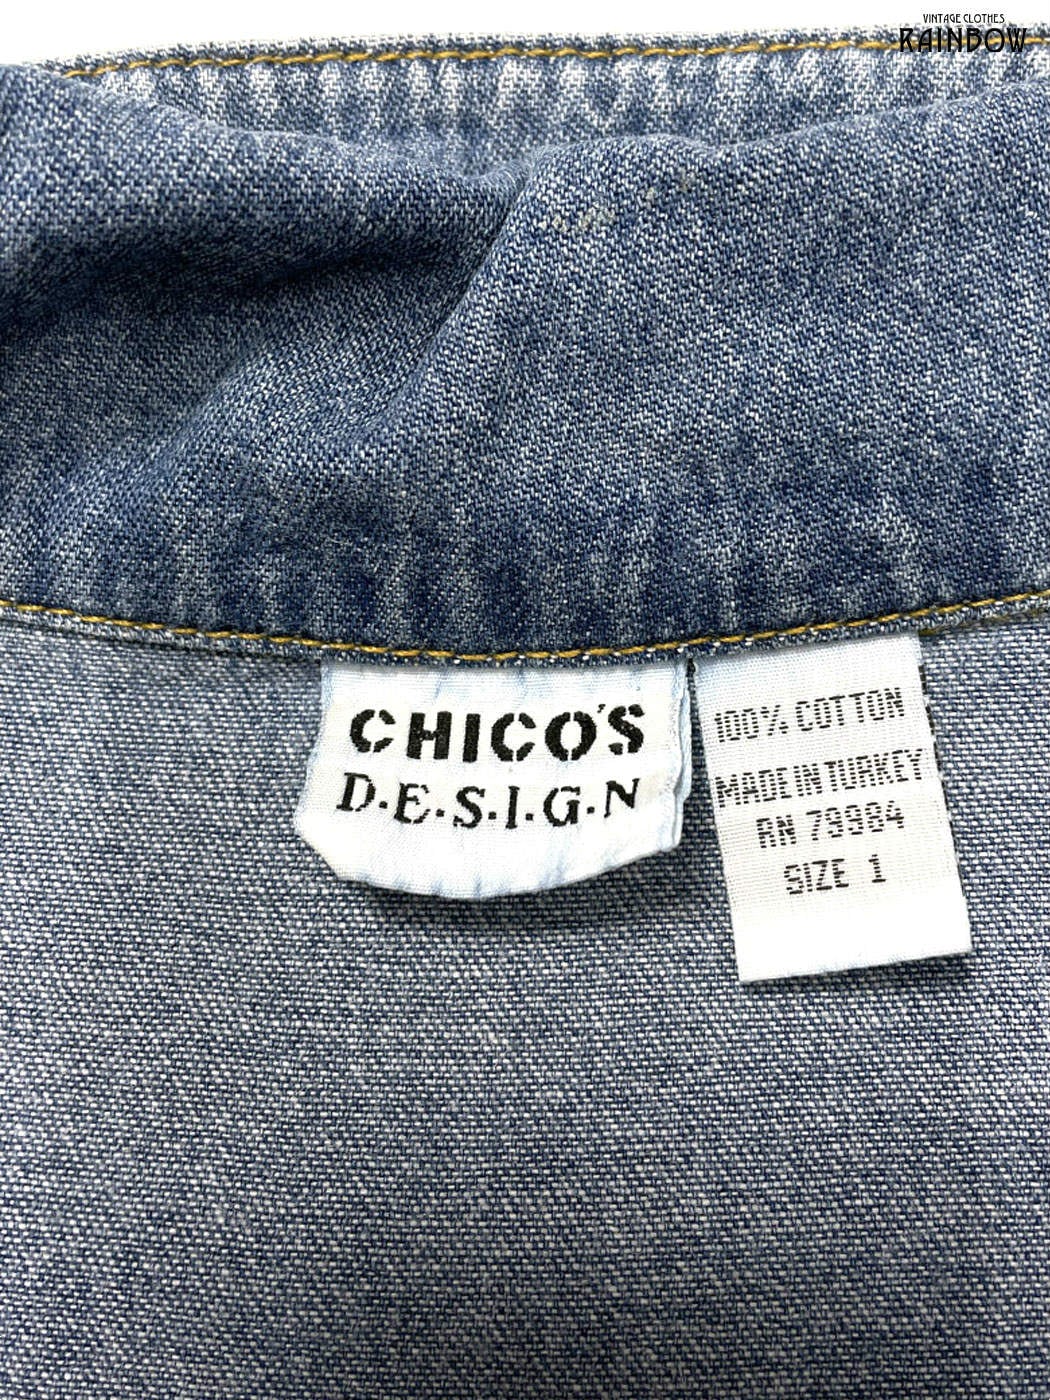 VINTAGE CLOTHES
RAINBOW
CHICO'S
D.E.S.I.G.N
100% COTTON
MADE IN TURKEY
RN 79984
SIZE 1